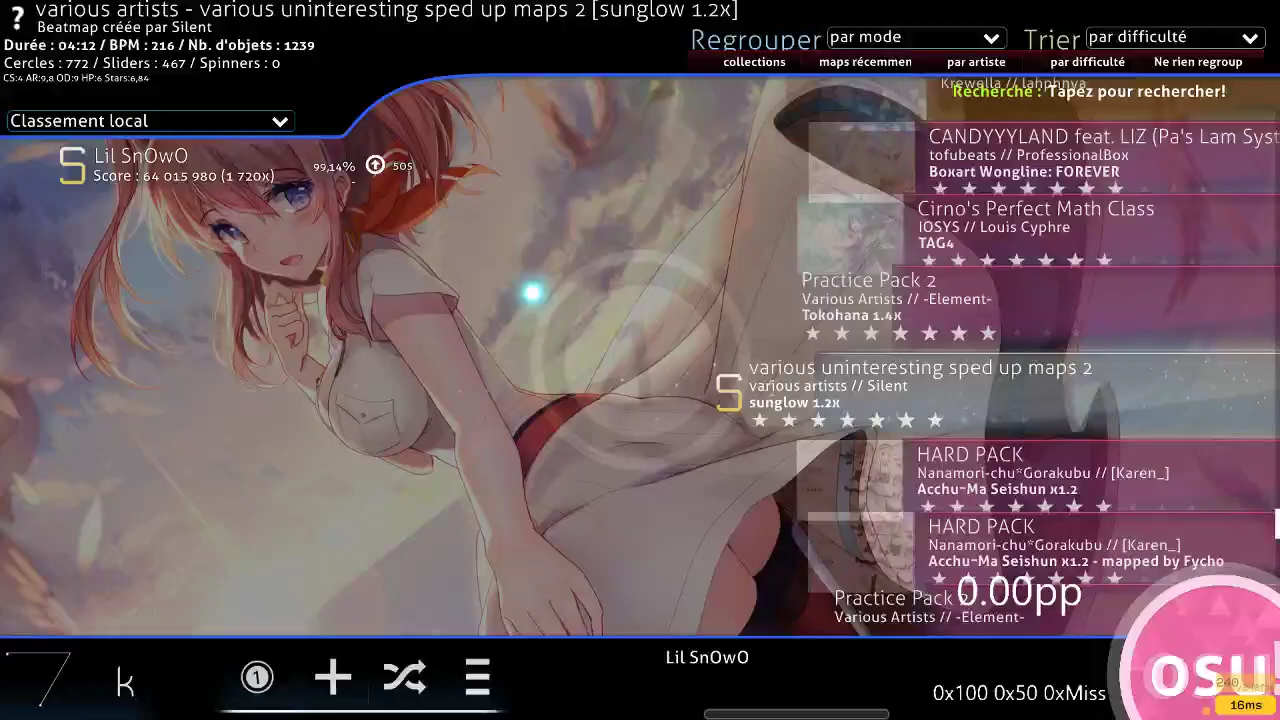 ?
various artists - various uninteresting sped up maps 2 [sunglow 1.2x]
Beatmap créée par Silent
Durée : 04:12 / BPM : 216 / Nb. d'objets : 1239
Cercles : 772 / Sliders : 467 / Spinners : 0
CS:4 AR:9,8 OD:9 HP:6 Stars:6,84
Regrouper par mode
Trier par difficulté
collections
maps récemmen
par artiste
par difficulté
Ne rien regroup
Krewella // lahphnya
Recherche : Tapez pour rechercher!
Classement local
S
Lil SnOwO
Score : 64 015 980 (1 720x)
99,14%
50s
-
CANDYYYLAND feat. LIZ (Pa's Lam Syst
tofubeats // ProfessionalBox
Boxart Wongline: FOREVER
Cirno's Perfect Math Class
IOSYS // Louis Cyphre
TAG4
Practice Pack 2
Various Artists // -Element-
Tokohana 1.4x
S
various uninteresting sped up maps 2
various artists // Silent
sunglow 1.2x
HARD PACK
Nanamori-chu*Gorakubu // [Karen_]
Acchu~Ma Seishun x1.2
HARD PACK
Nanamori-chu*Gorakubu // [Karen_]
Acchu~Ma Seishun x1.2 - mapped by Fycho
Practice Pack 2
0.00pp
Various Artists // -Element-
k
1
Lil SnOwO
0x100 0x50 0xMiss
osu
240
16ms